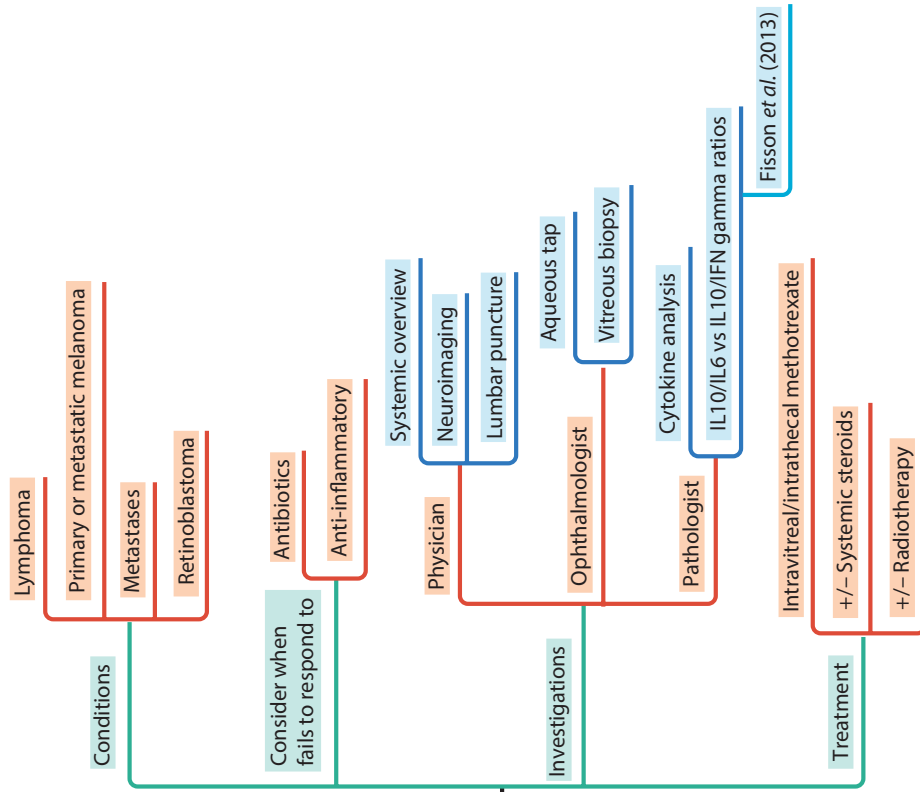 Conditions
Lymphoma
Primary or metastatic melanoma
Metastases
Retinoblastoma
Consider when
fails to respond to
Antibiotics
Anti-inflammatory
Investigations
Physician
Systemic overview
Neuroimaging
Lumbar puncture
Ophthalmologist
Aqueous tap
Vitreous biopsy
Pathologist
Cytokine analysis
IL10/IL6 vs IL10/IFN gamma ratios
Fisson et al. (2013)
Treatment
Intravitreal/intrathecal methotrexate
+/− Systemic steroids
+/− Radiotherapy